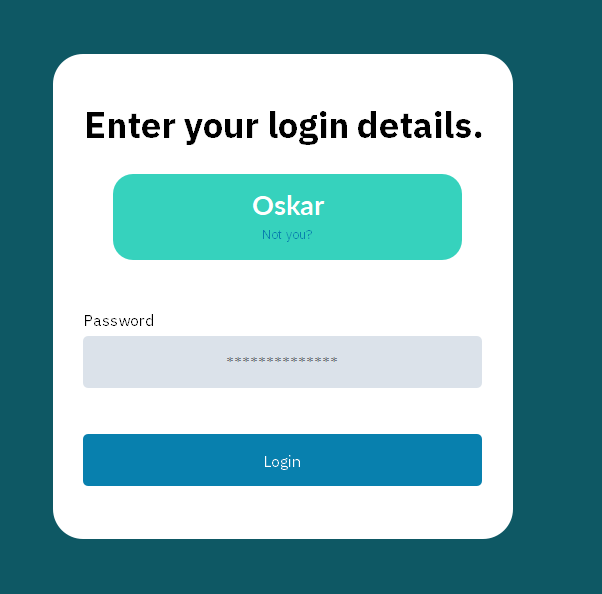 Enter your login details.
Oskar
Not you?
Password
**************
Login